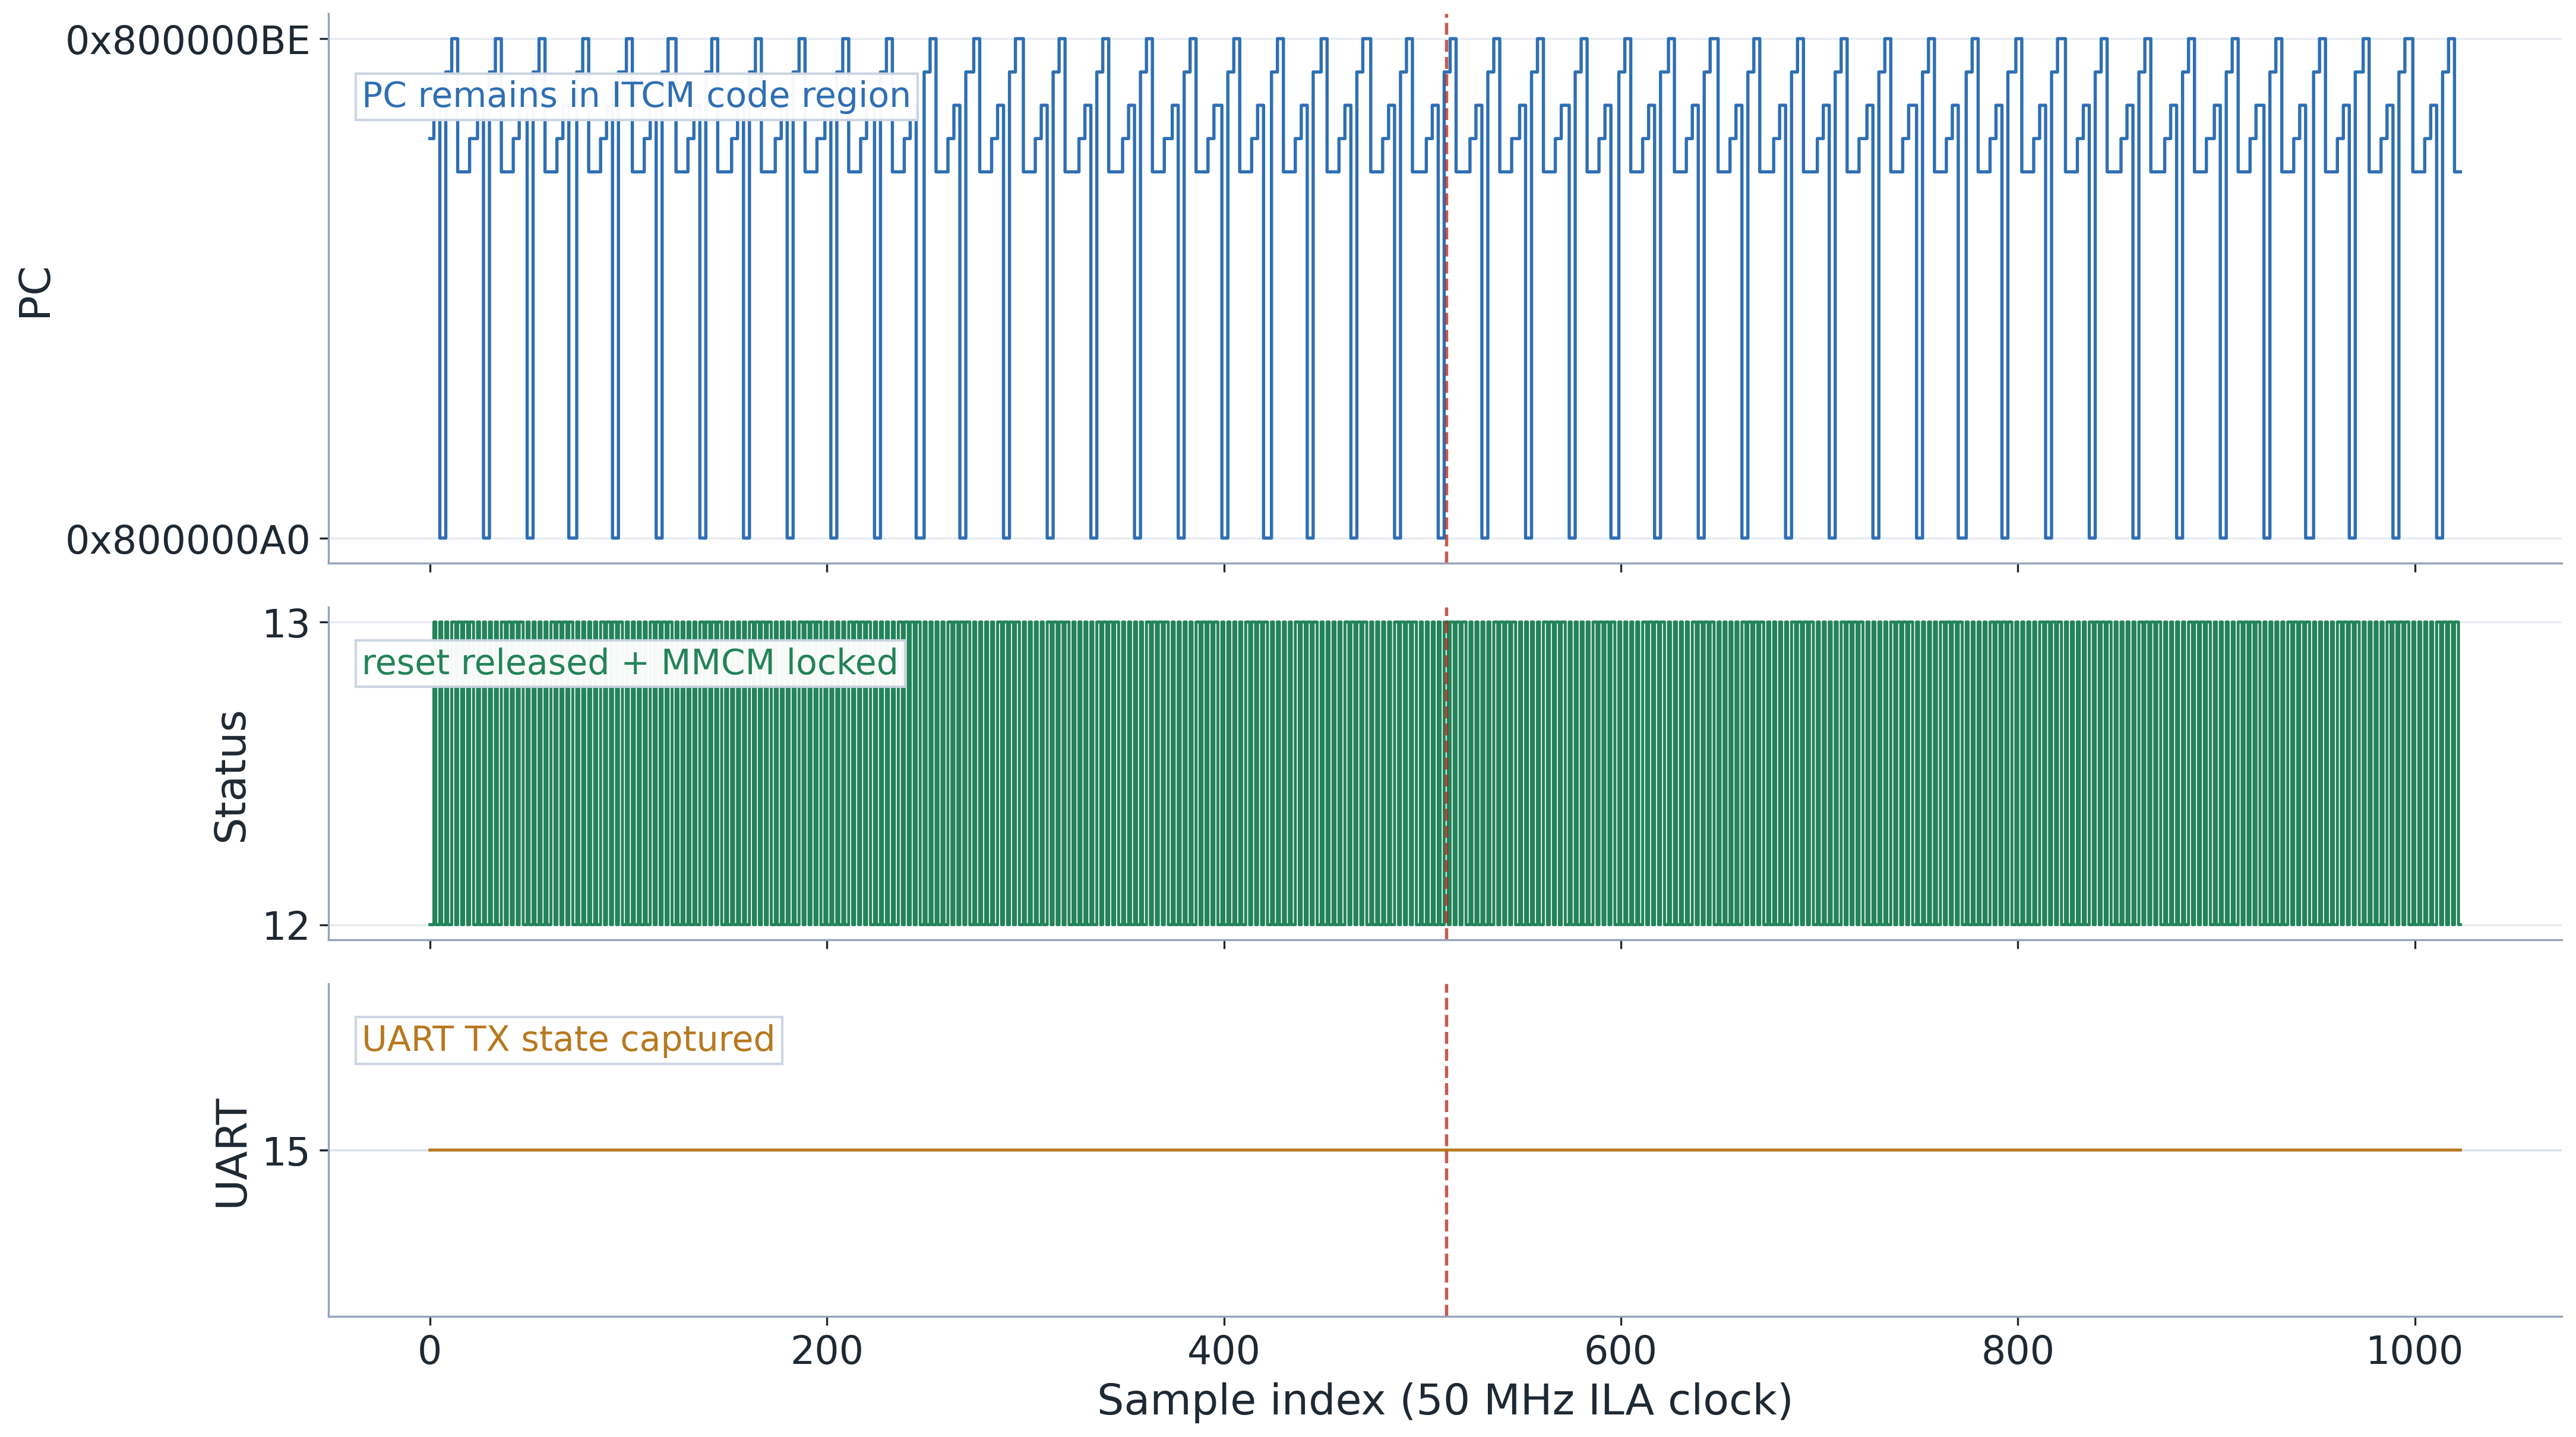 0x800000BE
PC remains in ITCM code region
PC
0x800000A0
13
reset released + MMCM locked
Status
12
UART TX state captured
UART
15
0 200 400 600 800 1000
Sample index (50 MHz ILA clock)